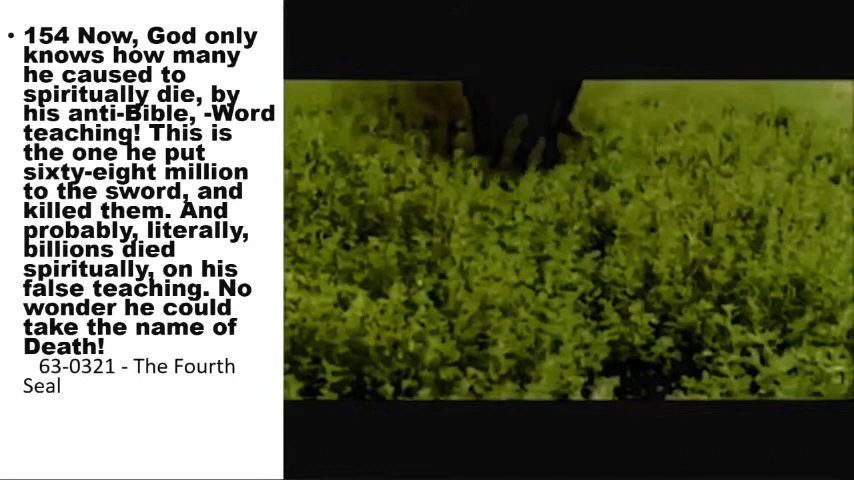 • 154 Now, God only
knows how many
he caused to
spiritually die, by
his anti-Bible, -Word
teaching! This is
the one he put
sixty-eight million
to the sword, and
killed them. And
probably, literally,
billions died
spiritually, on his
false teaching. No
wonder he could
take the name of
Death!
63-0321 - The Fourth
Seal